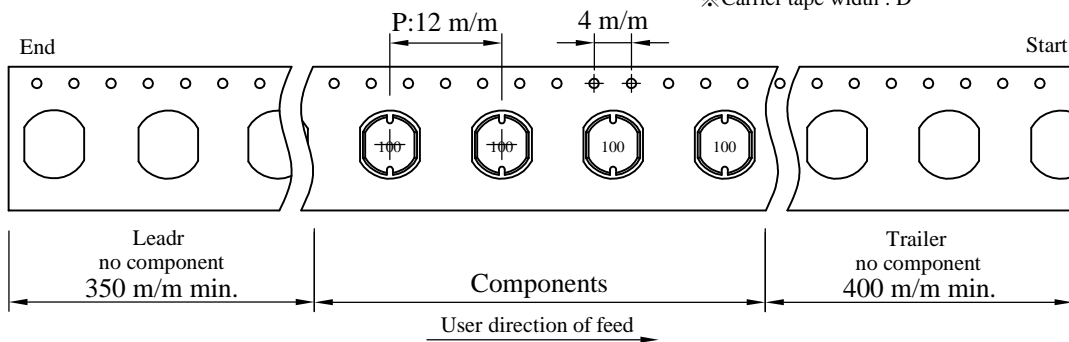 ※Carrier tape width : D
P:12 m/m
4 m/m
End
Start
100
100
100
100
Leadr
no component
350 m/m min.
Components
Trailer
no component
400 m/m min.
User direction of feed